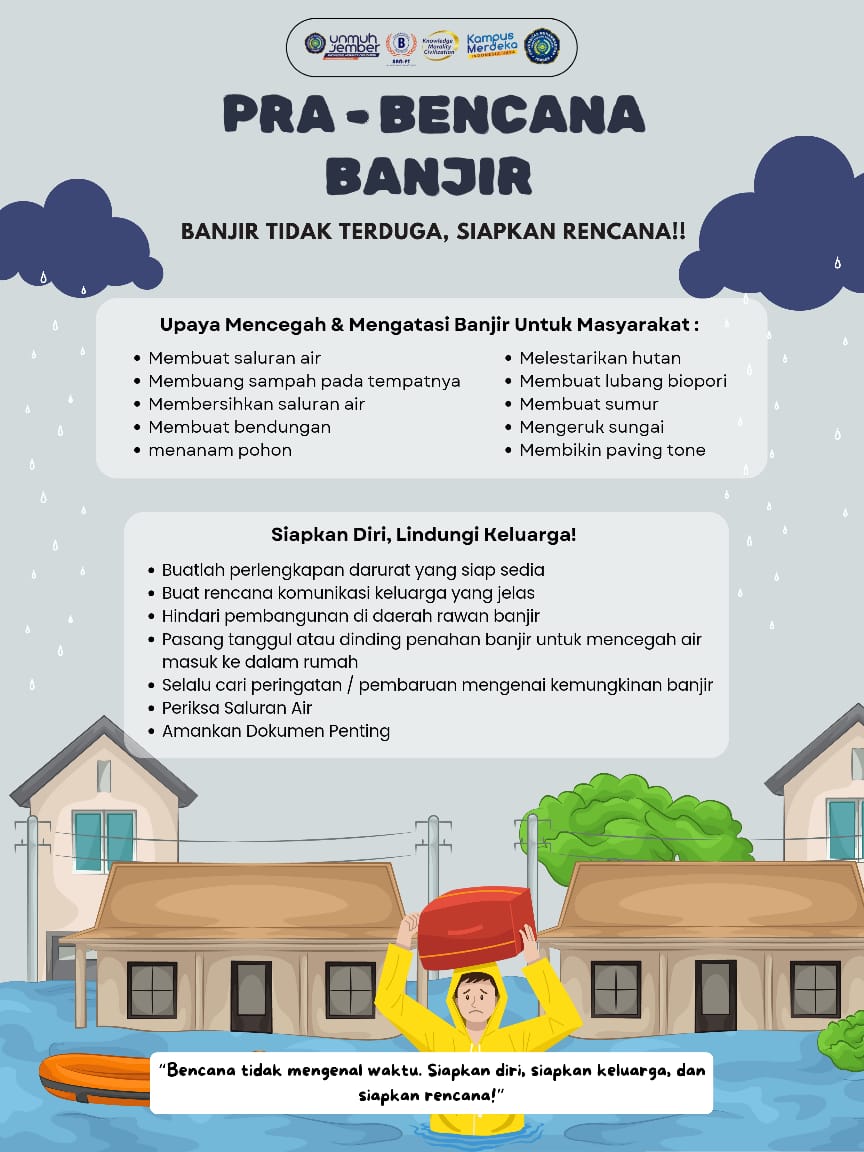 unmuh
jember
BAN-PT
Knowledge
Morality
Civilization
Kampus
Merdeka
INDONESIA JAYA
PRA - BENCANA
BANJIR
BANJIR TIDAK TERDUGA, SIAPKAN RENCANA!!
Upaya Mencegah & Mengatasi Banjir Untuk Masyarakat :
• Membuat saluran air
• Membuang sampah pada tempatnya
• Membersihkan saluran air
• Membuat bendungan
• menanam pohon
• Melestarikan hutan
• Membuat lubang biopori
• Membuat sumur
• Mengeruk sungai
• Membikin paving tone
Siapkan Diri, Lindungi Keluarga!
• Buatlah perlengkapan darurat yang siap sedia
• Buat rencana komunikasi keluarga yang jelas
• Hindari pembangunan di daerah rawan banjir
• Pasang tanggul atau dinding penahan banjir untuk mencegah air
masuk ke dalam rumah
• Selalu cari peringatan / pembaruan mengenai kemungkinan banjir
• Periksa Saluran Air
• Amankan Dokumen Penting
“Bencana tidak mengenal waktu. Siapkan diri, siapkan keluarga, dan
siapkan rencana!”